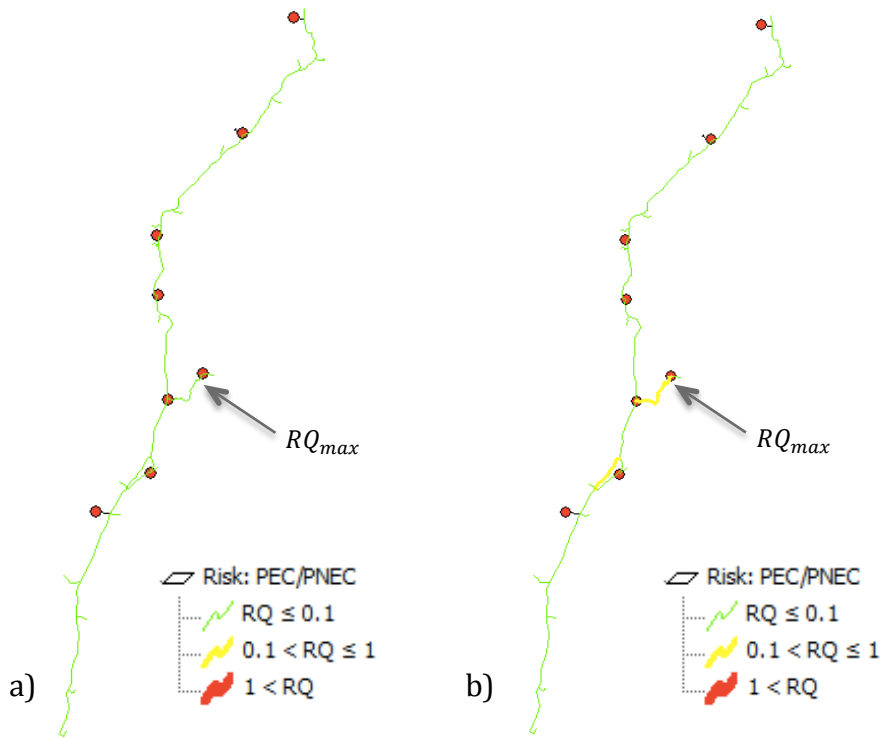 RQmax
RQmax
Risk: PEC/PNEC
RQ ≤ 0.1
0.1 < RQ ≤ 1
1 < RQ
a)
Risk: PEC/PNEC
RQ ≤ 0.1
0.1 < RQ ≤ 1
1 < RQ
b)